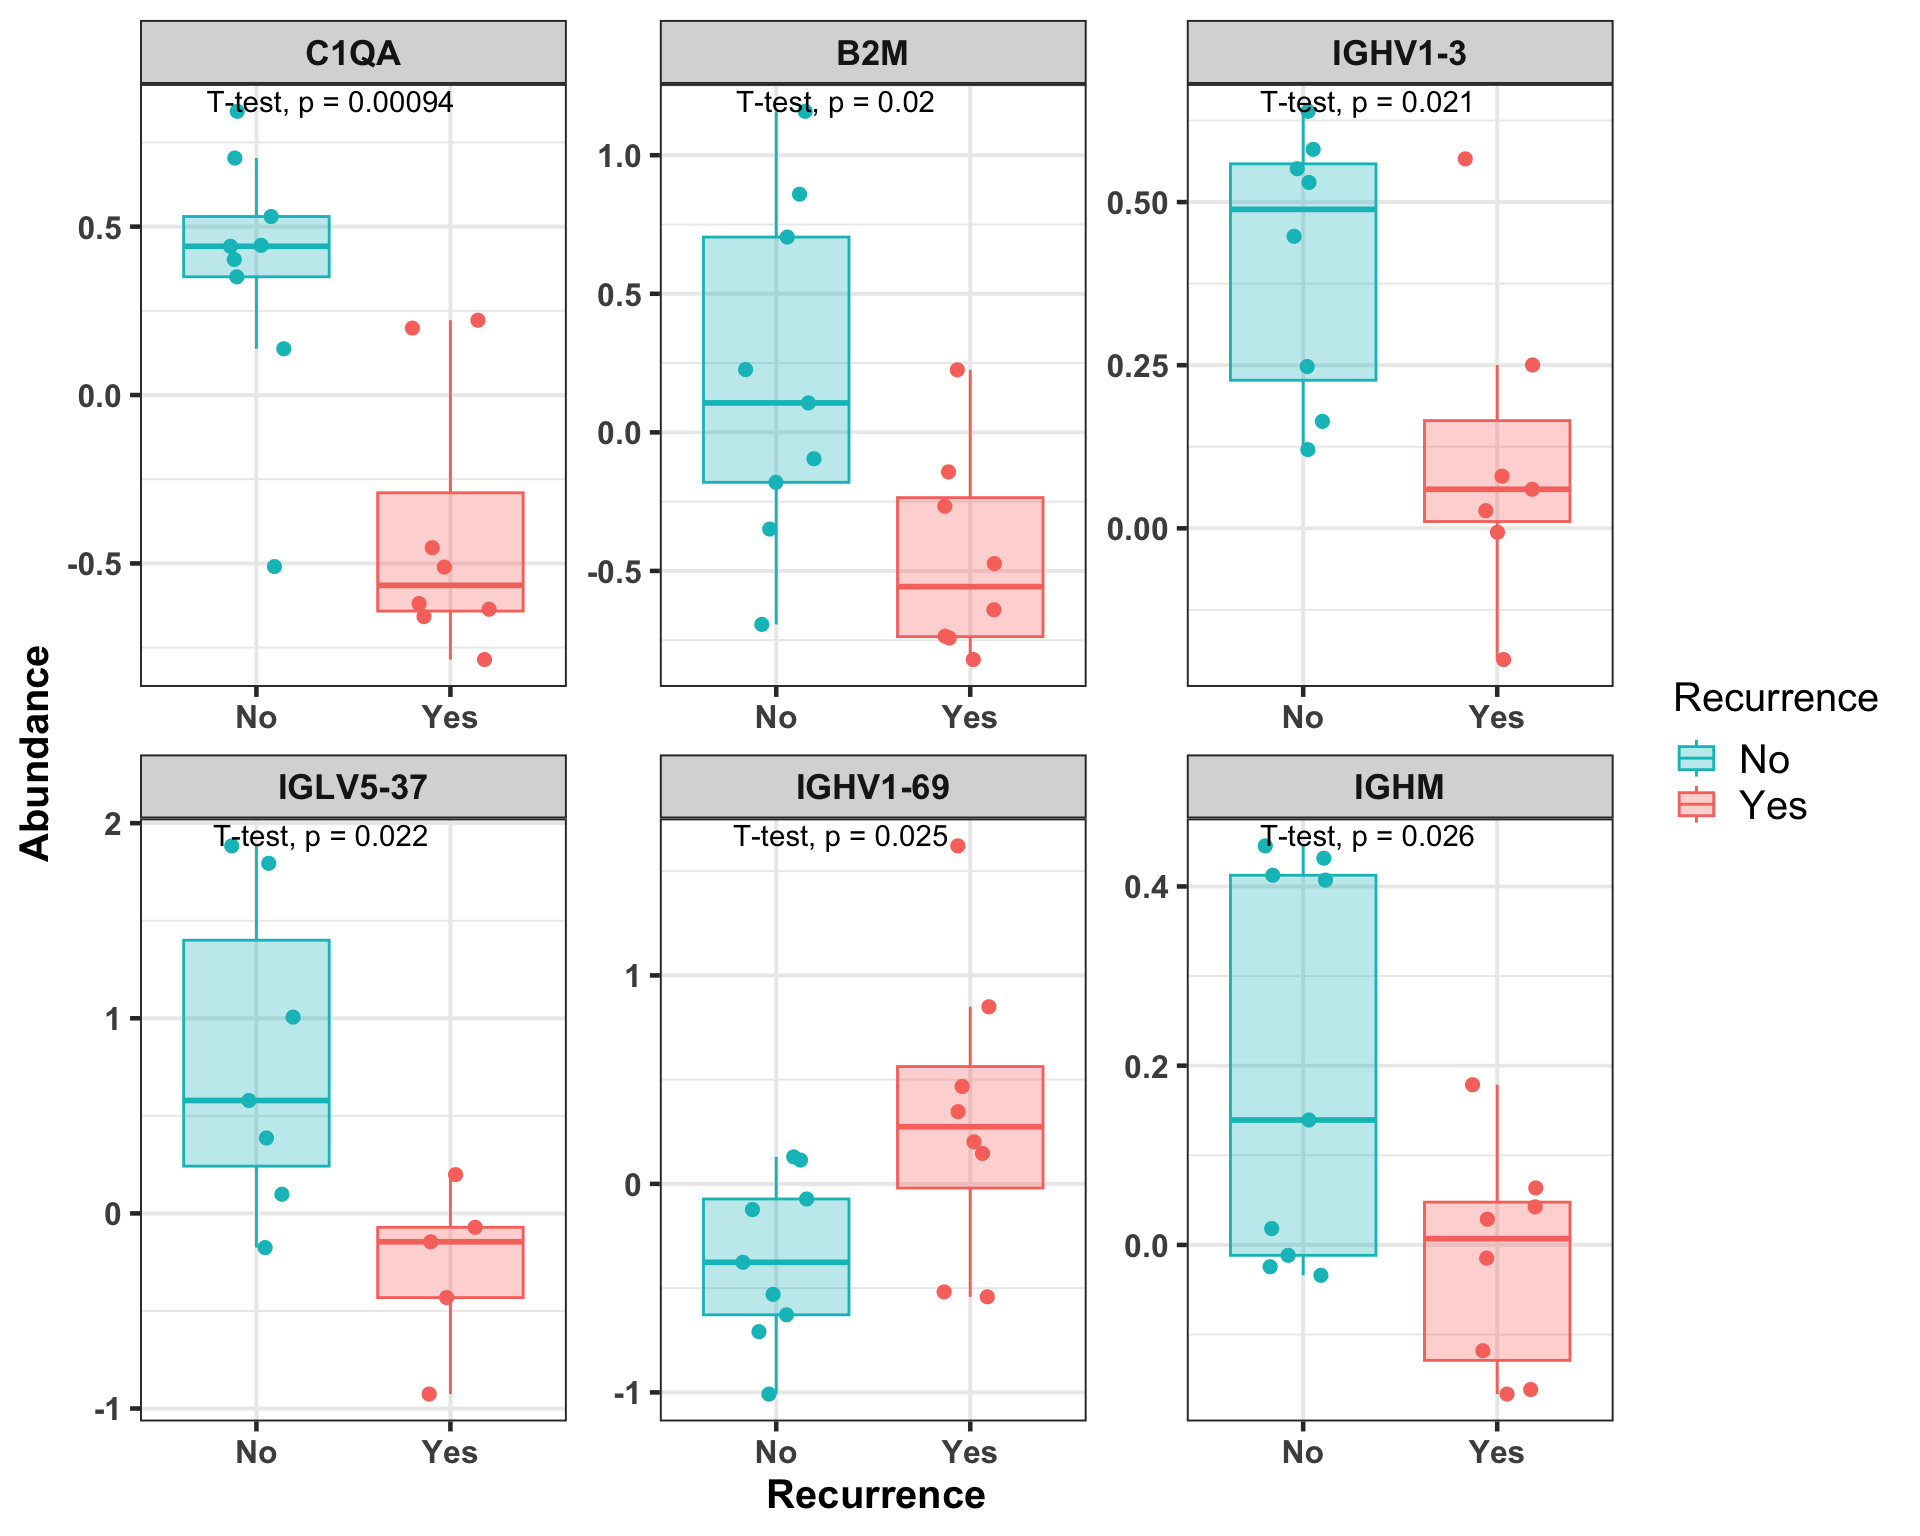 C1QA
T-test, p = 0.00094
0.5
0.0
-0.5
No Yes
B2M
T-test, p = 0.02
1.0
0.5
0.0
-0.5
No Yes
IGHV1-3
T-test, p = 0.021
0.50
0.25
0.00
No Yes
IGLV5-37
T-test, p = 0.022
2
1
0
-1
No Yes
IGHV1-69
T-test, p = 0.025
1
0
-1
No Yes
IGHM
T-test, p = 0.026
0.4
0.2
0.0
No Yes
Abundance
Recurrence
Recurrence
No
Yes